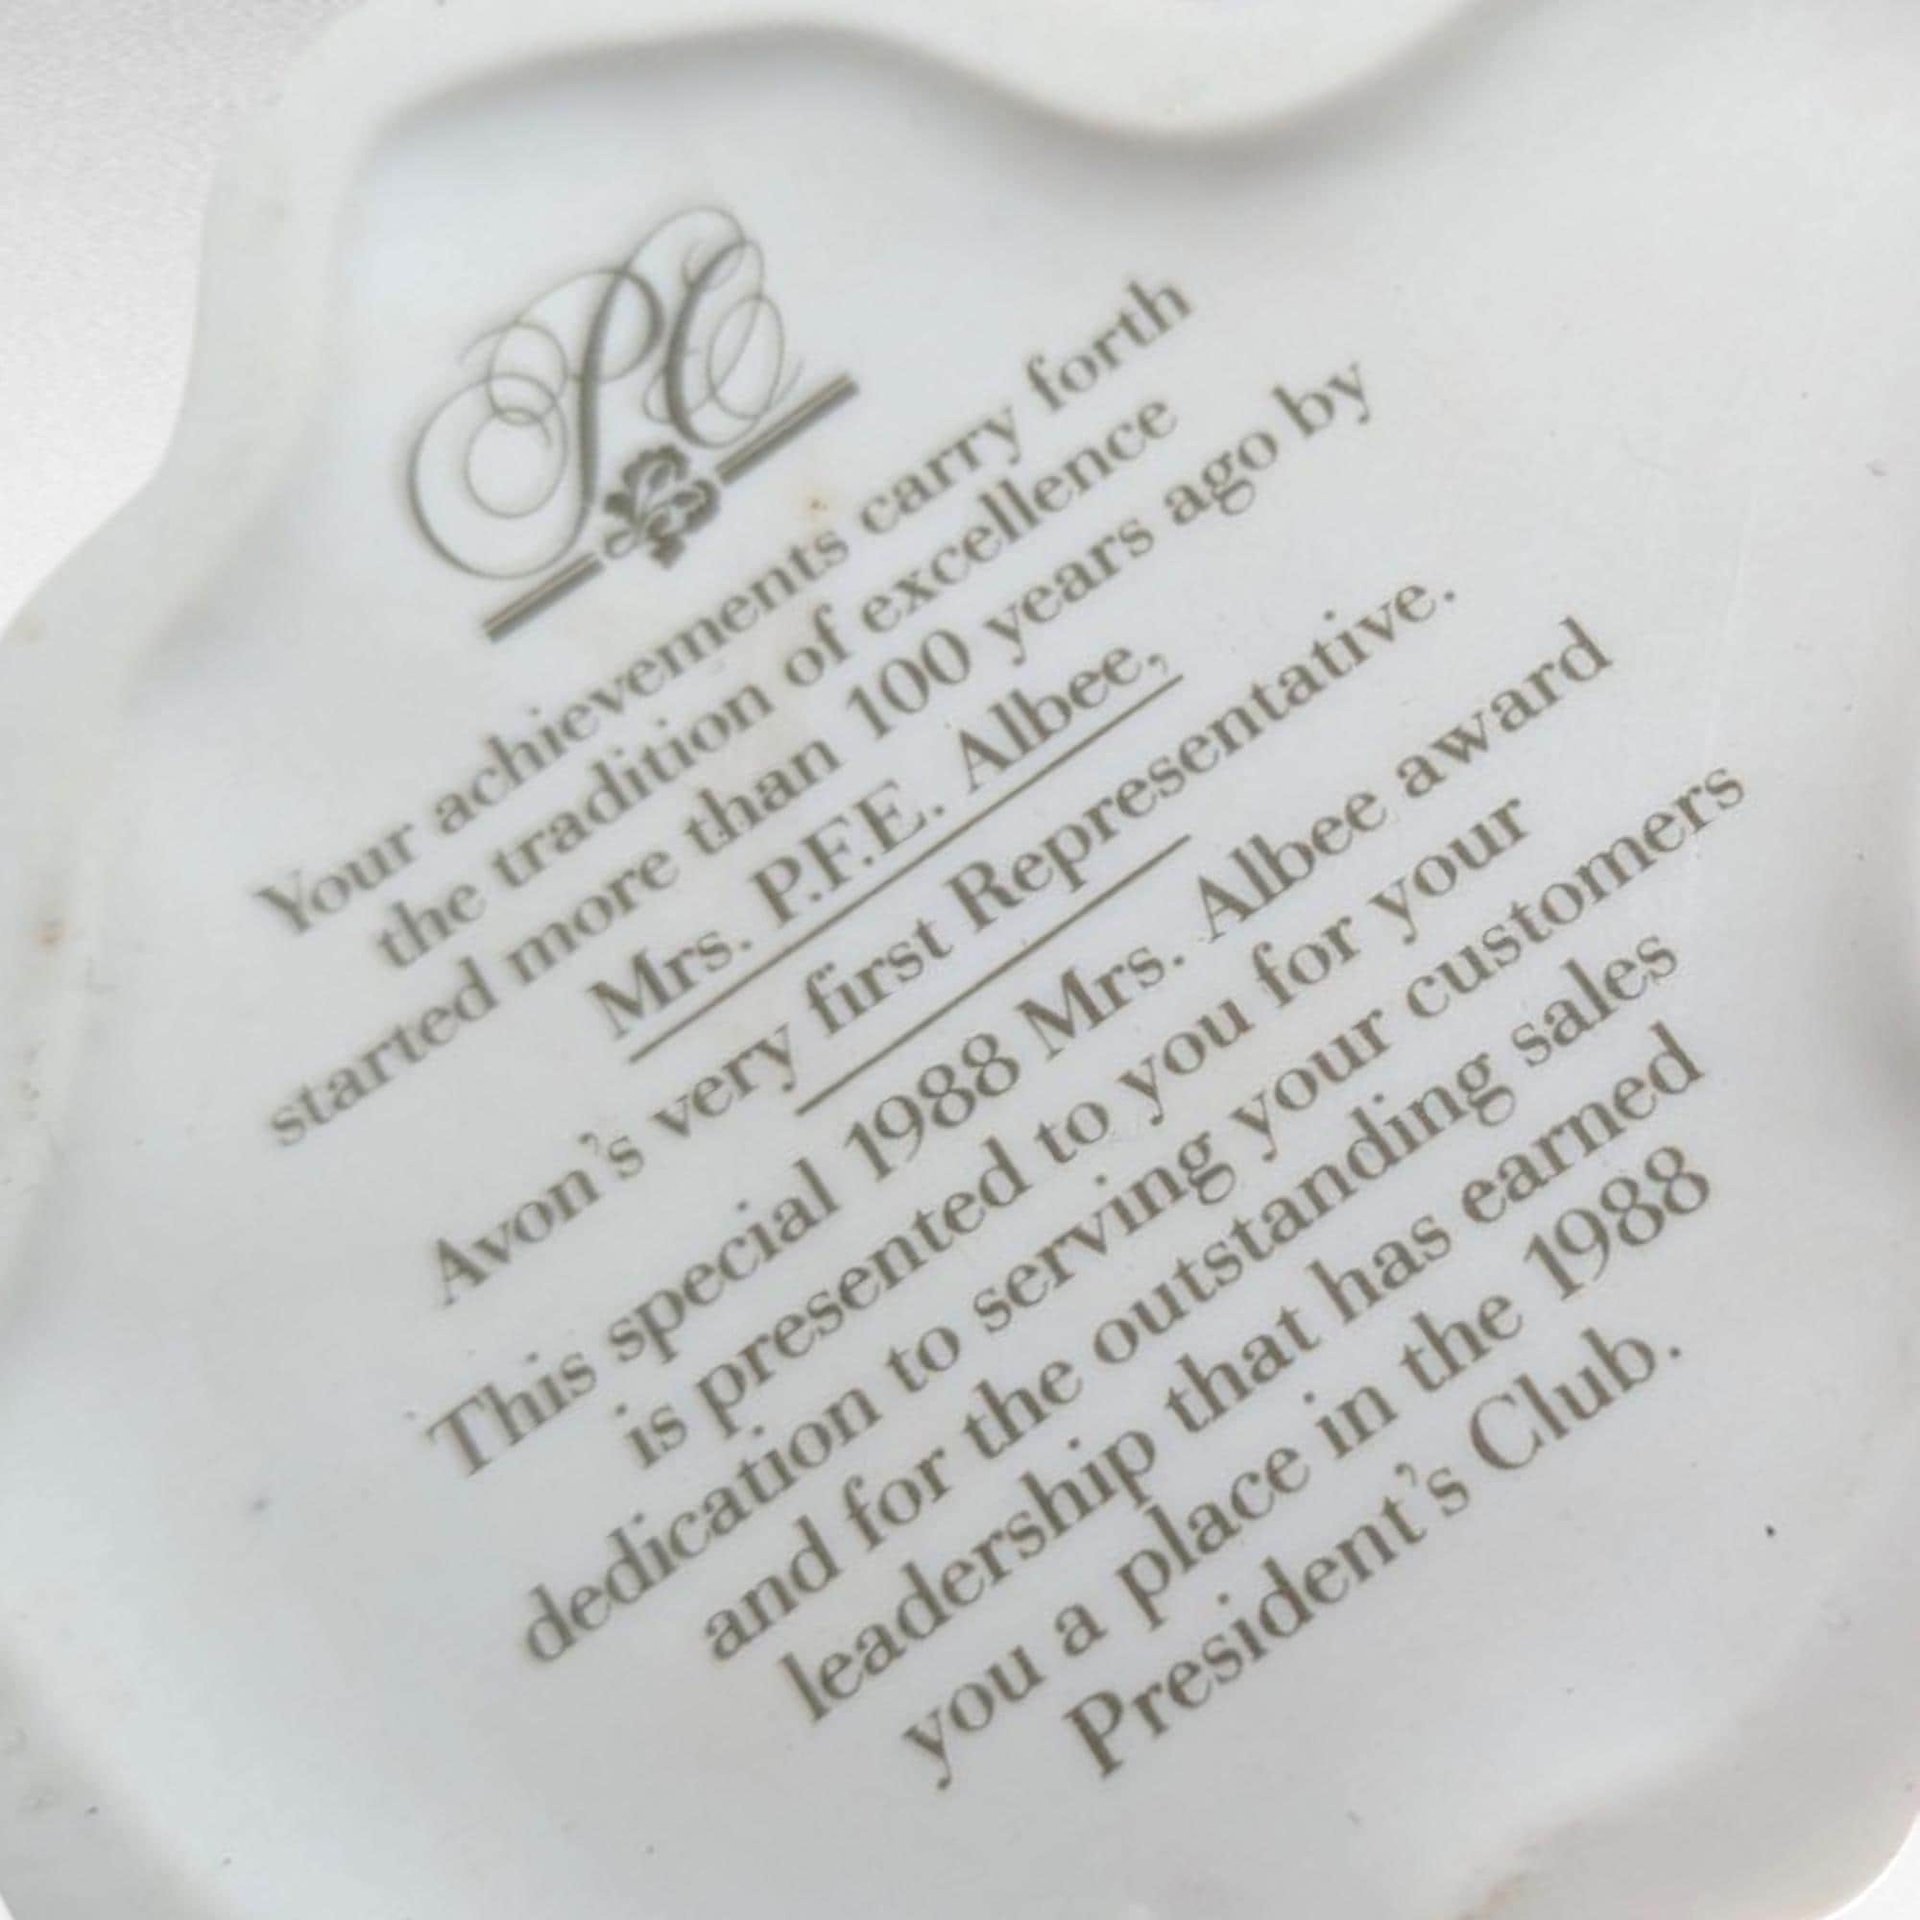 PC
Your achievements carry forth
the tradition of excellence
started more than 100 years ago by
Mrs. P.F.E. Albee,
Avon's very first Representative.
This special 1988 Mrs. Albee award
is presented to you for your
dedication to serving your customers
and for the outstanding sales
leadership that has earned
you a place in the 1988
President's Club.